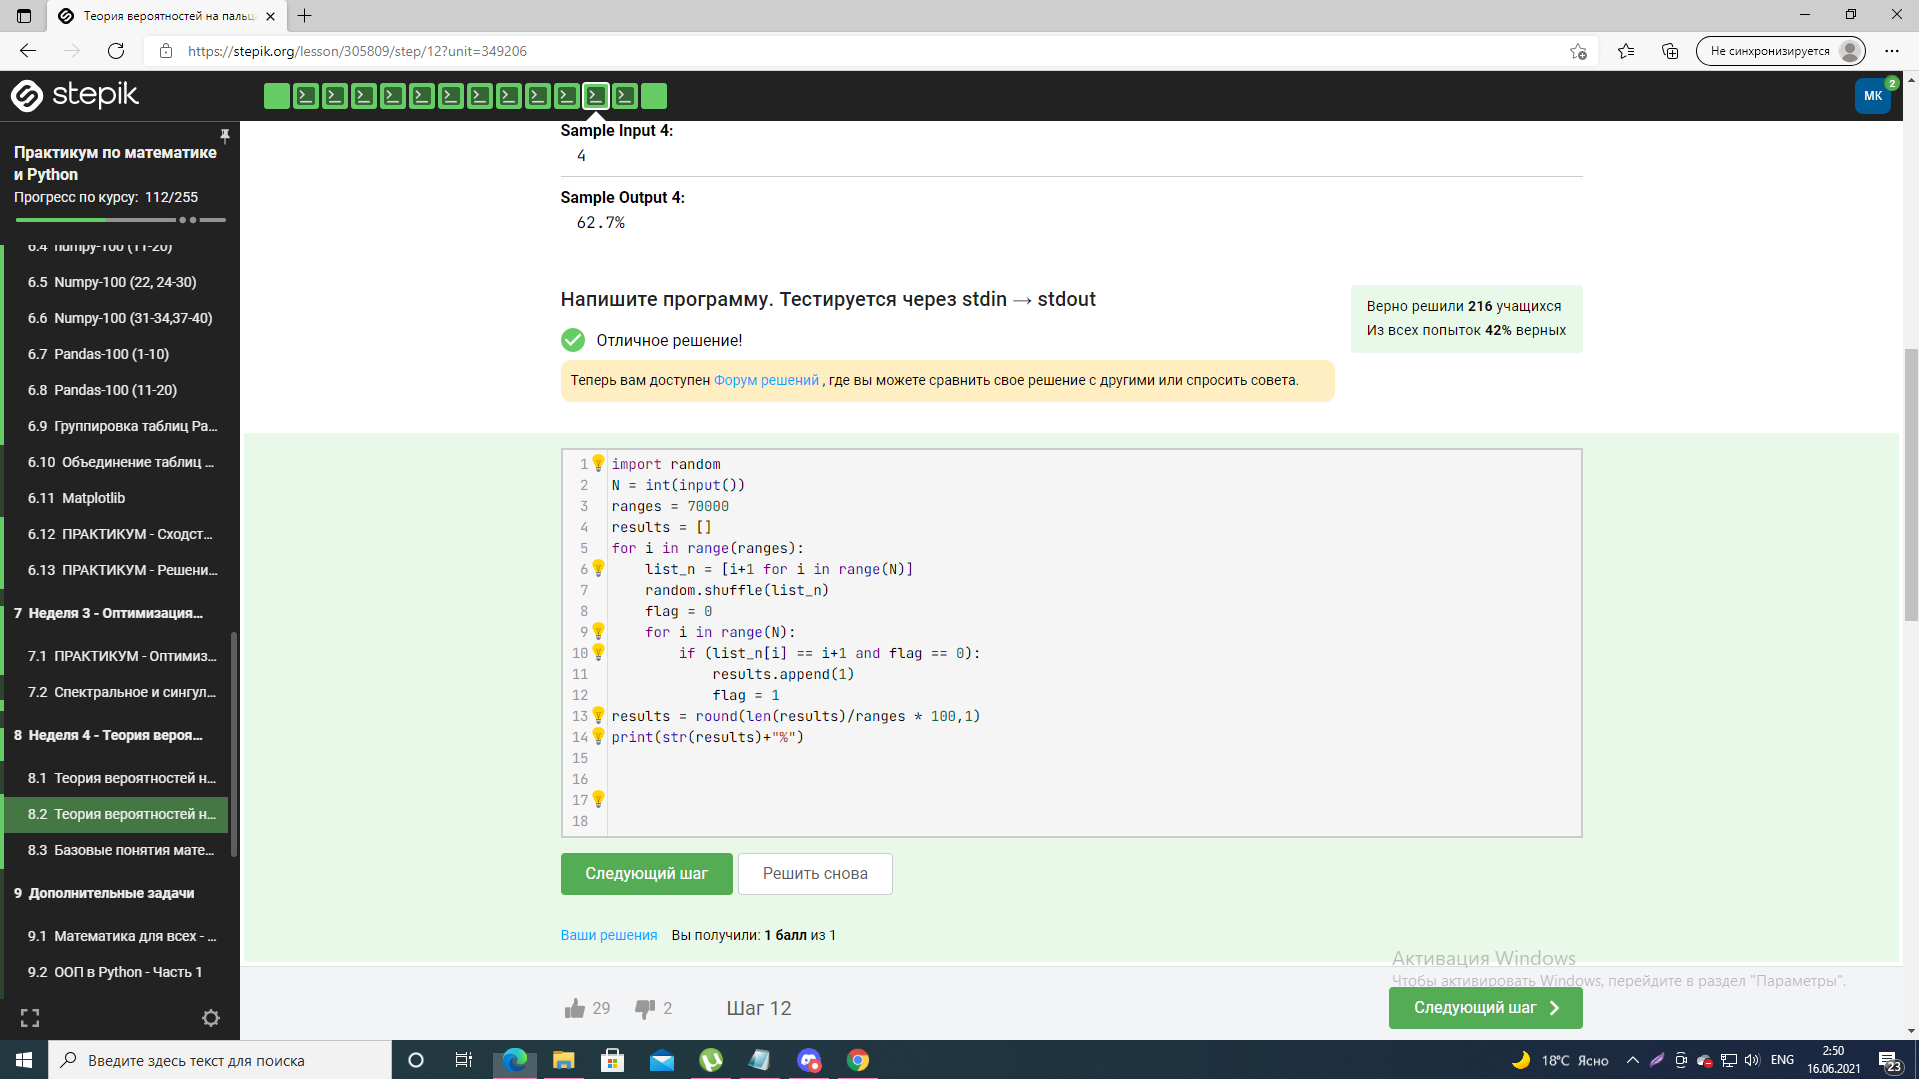 Теория вероятностей на пальца
https://stepik.org/lesson/305809/step/12?unit=349206
Не синхронизируется
stepik
МК
2
Практикум по математике
и Python
Прогресс по курсу: 112/255
6.4 numpy-100 (11-20)
6.5 Numpy-100 (22, 24-30)
6.6 Numpy-100 (31-34,37-40)
6.7 Pandas-100 (1-10)
6.8 Pandas-100 (11-20)
6.9 Группировка таблиц Pa...
6.10 Объединение таблиц ...
6.11 Matplotlib
6.12 ПРАКТИКУМ - Сходст...
6.13 ПРАКТИКУМ - Решени...
7 Неделя 3 - Оптимизация...
7.1 ПРАКТИКУМ - Оптимиз...
7.2 Спектральное и сингул...
8 Неделя 4 - Теория вероя...
8.1 Теория вероятностей н...
8.2 Теория вероятностей н...
8.3 Базовые понятия мате...
9 Дополнительные задачи
9.1 Математика для всех - ...
9.2 ООП в Python - Часть 1
Sample Input 4:
4
Sample Output 4:
62.7%
Напишите программу. Тестируется через stdin → stdout
Верно решили 216 учащихся
Из всех попыток 42% верных
Отличное решение!
Теперь вам доступен Форум решений , где вы можете сравнить свое решение с другими или спросить совета.
1 import random
2 N = int(input())
3 ranges = 70000
4 results = []
5 for i in range(ranges):
6     list_n = [i+1 for i in range(N)]
7     random.shuffle(list_n)
8     flag = 0
9     for i in range(N):
10         if (list_n[i] == i+1 and flag == 0):
11             results.append(1)
12             flag = 1
13 results = round(len(results)/ranges * 100,1)
14 print(str(results)+"%")
15
16
17
18
Следующий шаг
Решить снова
Ваши решения Вы получили: 1 балл из 1
Активация Windows
Чтобы активировать Windows, перейдите в раздел "Параметры".
29
2
Шаг 12
Следующий шаг
Введите здесь текст для поиска
18°C Ясно
ENG
2:50
16.06.2021
23